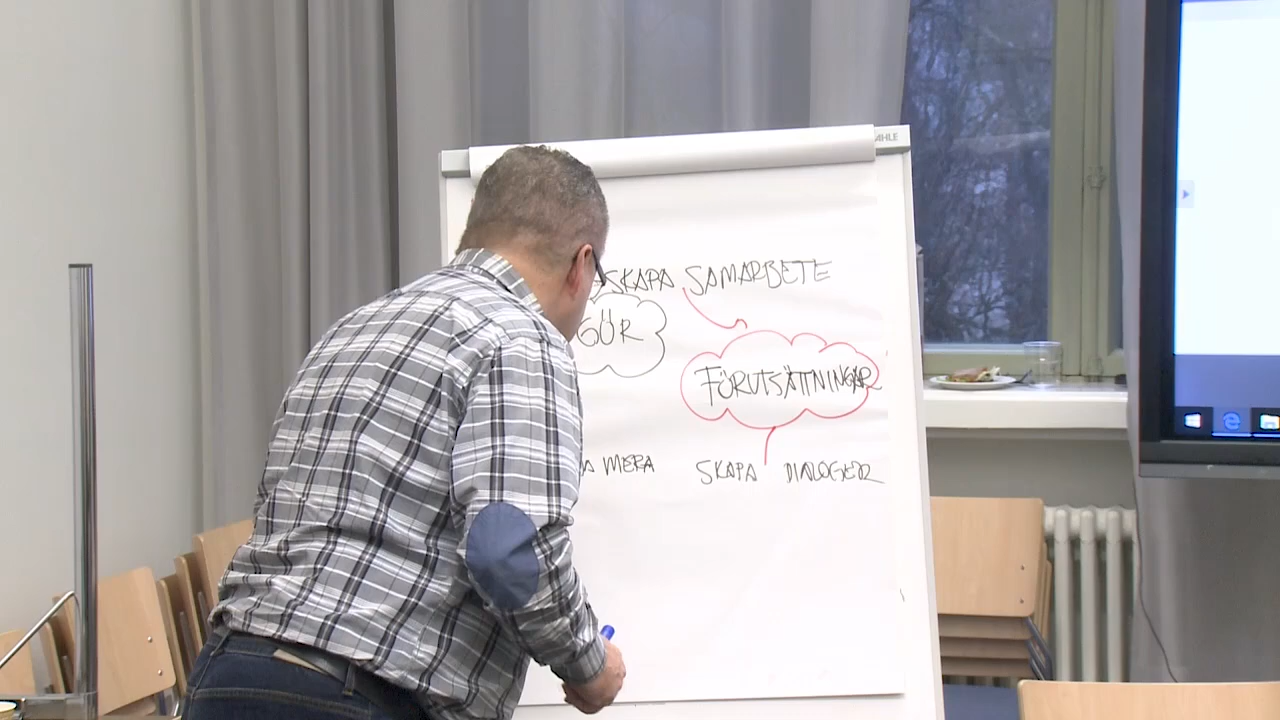 SKAPA SAMARBETE
GÖR
FÖRUTSÄTTNINGAR
MERA
SKAPA DIALOGER